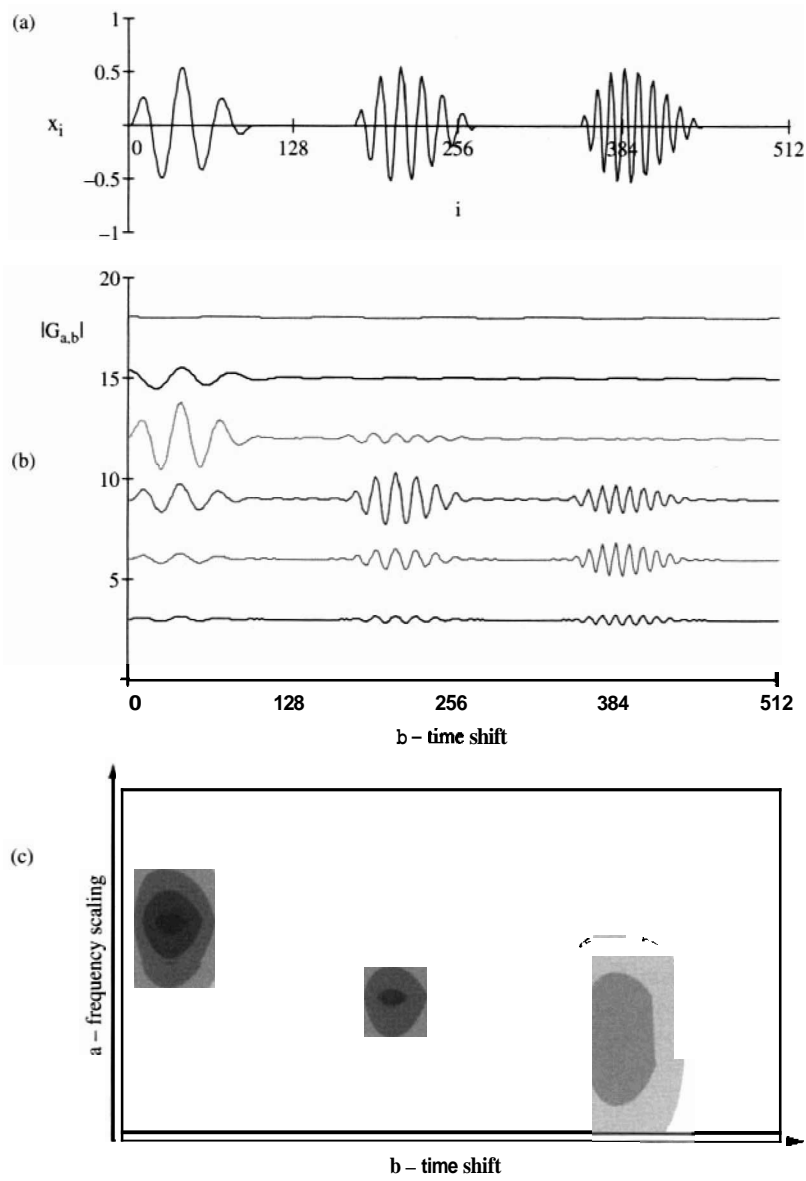 (a)
1
0.5
x_i
0 128 256 384 512
−0.5
i
−1
20
|G_{a,b}|
15
(b)
10
5
0 128 256 384 512
b – time shift
(c)
a – frequency scaling
b – time shift